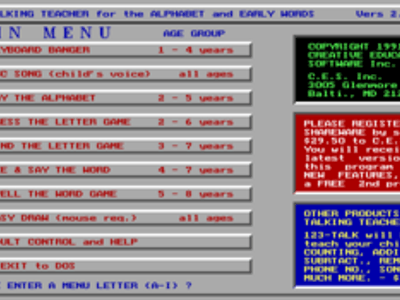 ALKING TEACHER for the ALPHABET and EARLY WORDS Vers 2.
IN MENU AGE GROUP
YBOARD BANGER 1 - 4 years
C SONG (child's voice) all ages
Y THE ALPHABET 2 - 5 years
ESS THE LETTER GAME 2 - 6 years
ND THE LETTER GAME 3 - 7 years
E & SAY THE WORD 4 - 7 years
ELL THE WORD GAME 5 - 8 years
SY DRAW (mouse req.) all ages
ULT CONTROL and HELP
EXIT to DOS
ENTER A MENU LETTER (A-I) ?
COPYRIGHT 1991
CREATIVE EDUCA
SOFTWARE Inc.
C.E.S. Inc.
3005 Glenmore
Balti., MD 212
PLEASE REGISTE
SHAREWARE by s
$29.50 to C.E.
You will recei
latest versio
this program
NEW FEATURES,
a FREE 2nd pr
OTHER PRODUCTS
TALKING TEACHE
123-TALK will
teach your chi
COUNTING, ADDI
SUBTACT., REM
PHONE NO., SON
MUCH MORE. - $